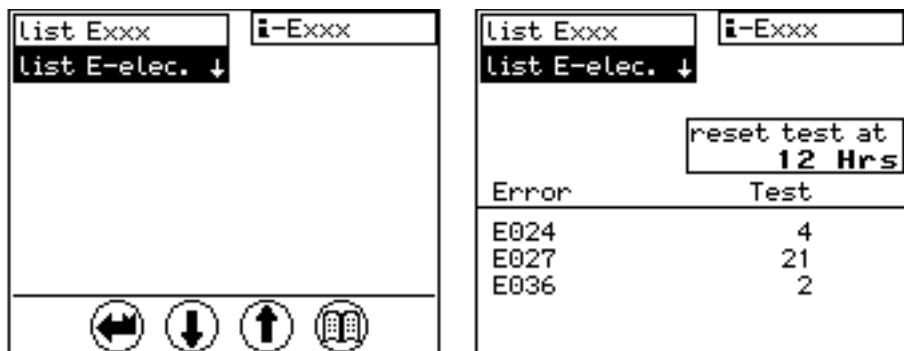 list Exxx
i-Exxx
list E-elec. ↓
list Exxx
i-Exxx
list E-elec. ↓
reset test at
12 Hrs
Error Test
E024 4
E027 21
E036 2